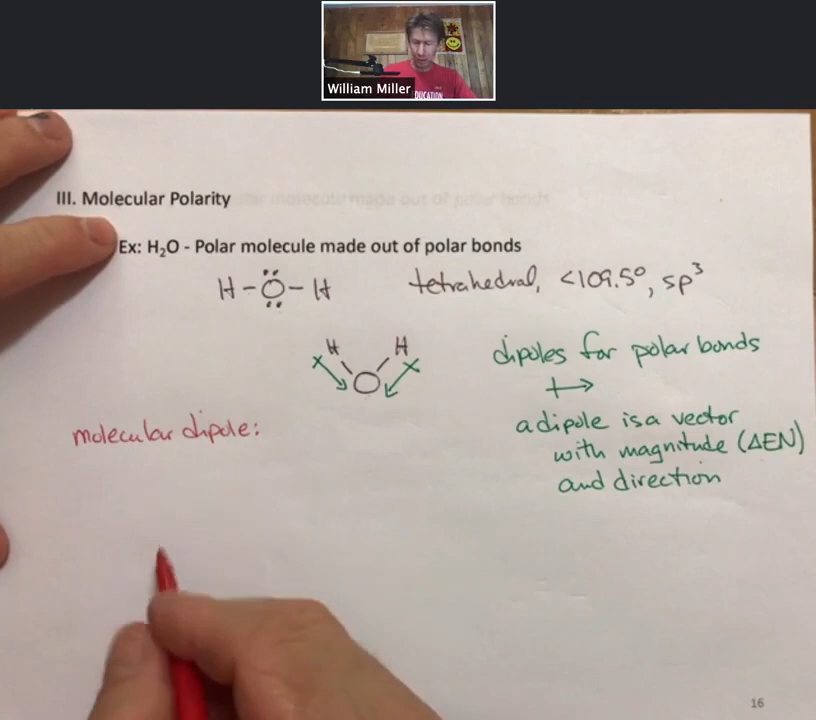 William Miller
DUCATION
III. Molecular Polarity
Ex: H₂O - Polar molecule made out of polar bonds
H-Ö-H tetrahedral, <109.5°, sp³
H H
O
dipoles for polar bonds
a dipole is a vector
with magnitude (ΔEN)
and direction
molecular dipole:
16